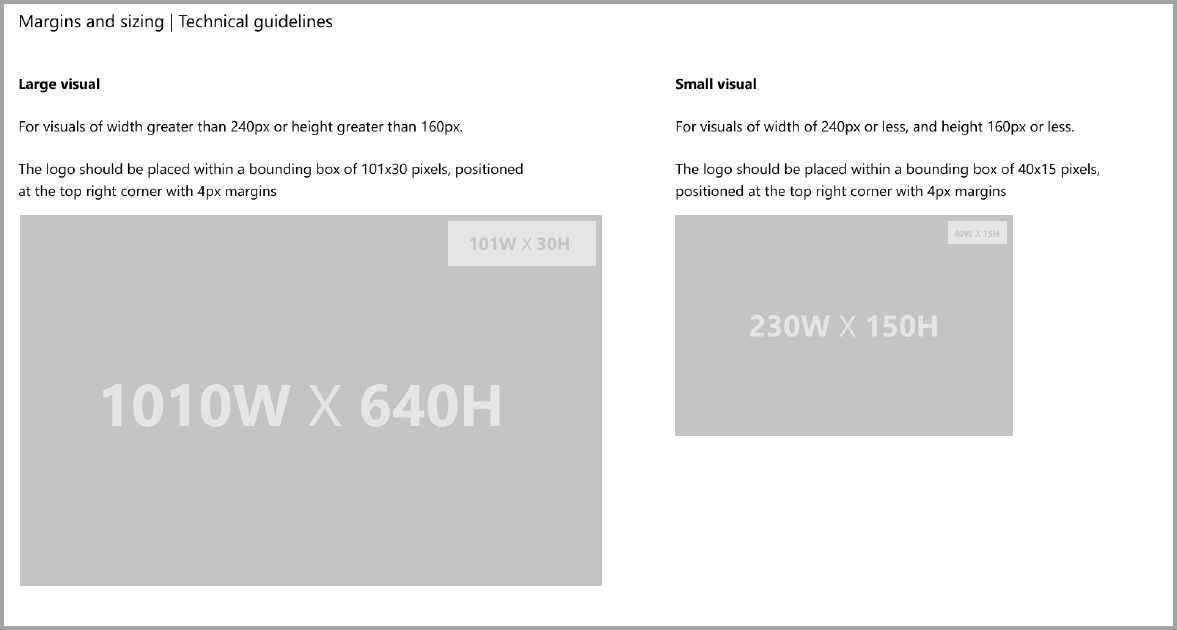 Margins and sizing | Technical guidelines
Large visual
For visuals of width greater than 240px or height greater than 160px.
The logo should be placed within a bounding box of 101x30 pixels, positioned
at the top right corner with 4px margins
101W X 30H
1010W X 640H
Small visual
For visuals of width of 240px or less, and height 160px or less.
The logo should be placed within a bounding box of 40x15 pixels,
positioned at the top right corner with 4px margins
40W X 15H
230W X 150H